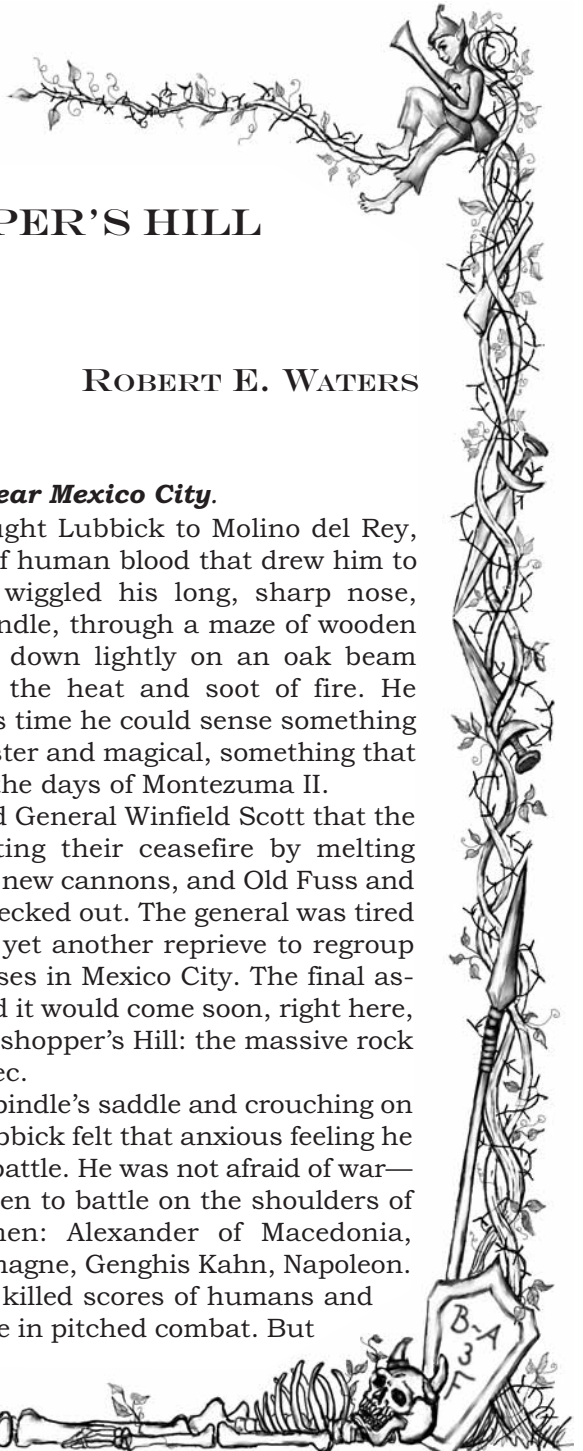 PER’S HILL
ROBERT E. WATERS
ear Mexico City.
ught Lubbick to Molino del Rey,
of human blood that drew him to
wiggled his long, sharp nose,
ndle, through a maze of wooden
down lightly on an oak beam
the heat and soot of fire. He
s time he could sense something
ster and magical, something that
the days of Montezuma II.
d General Winfield Scott that the
ting their ceasefire by melting
new cannons, and Old Fuss and
ecked out. The general was tired
yet another reprieve to regroup
ses in Mexico City. The final as-
d it would come soon, right here,
shopper’s Hill: the massive rock
ec.
pindle’s saddle and crouching on
bbick felt that anxious feeling he
battle. He was not afraid of war—
en to battle on the shoulders of
men: Alexander of Macedonia,
magne, Genghis Kahn, Napoleon.
killed scores of humans and
e in pitched combat. But
B~A
3
F